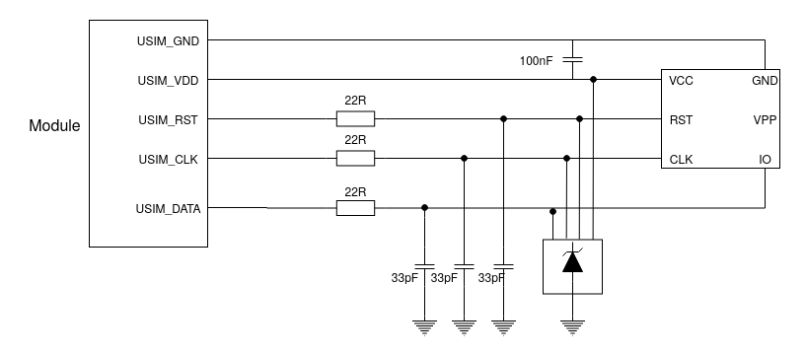 USIM_GND
100nF
USIM_VDD
VCC
GND
22R
Module
USIM_RST
RST
VPP
22R
USIM_CLK
CLK
IO
22R
USIM_DATA
33pF
33pF
33pF